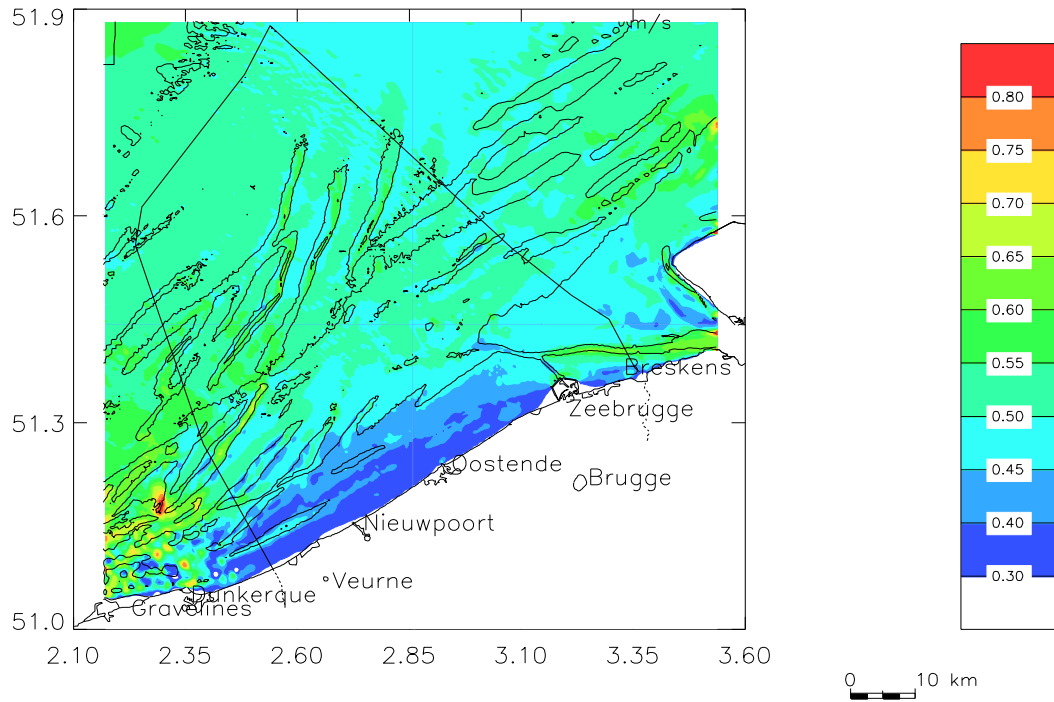 51.9
m/s
51.6
51.3
51.0
Breskens
Zeebrugge
Oostende
Brugge
Nieuwpoort
Veurne
Dunkerque
Gravelines
2.10 2.35 2.60 2.85 3.10 3.35 3.60
0.80
0.75
0.70
0.65
0.60
0.55
0.50
0.45
0.40
0.30
0 10 km